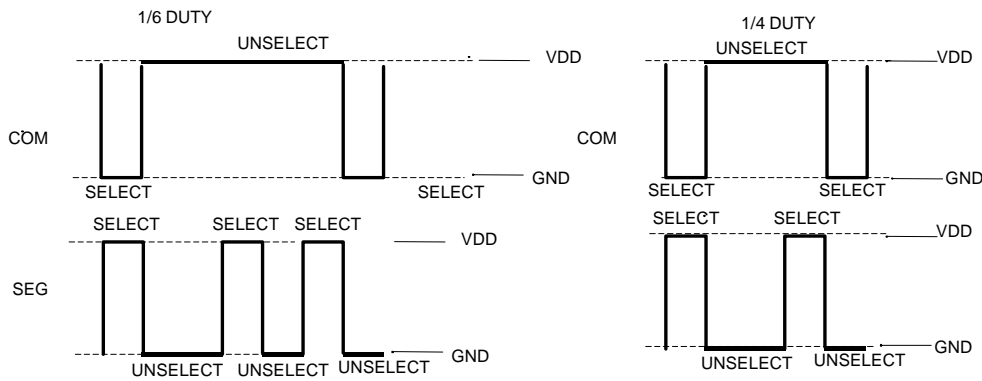 1/6 DUTY
UNSELECT
VDD
COM
GND
SELECT SELECT
SELECT SELECT SELECT
VDD
SEG
GND
UNSELECT UNSELECT UNSELECT
1/4 DUTY
UNSELECT
VDD
COM
GND
SELECT SELECT
SELECT SELECT
VDD
GND
UNSELECT UNSELECT